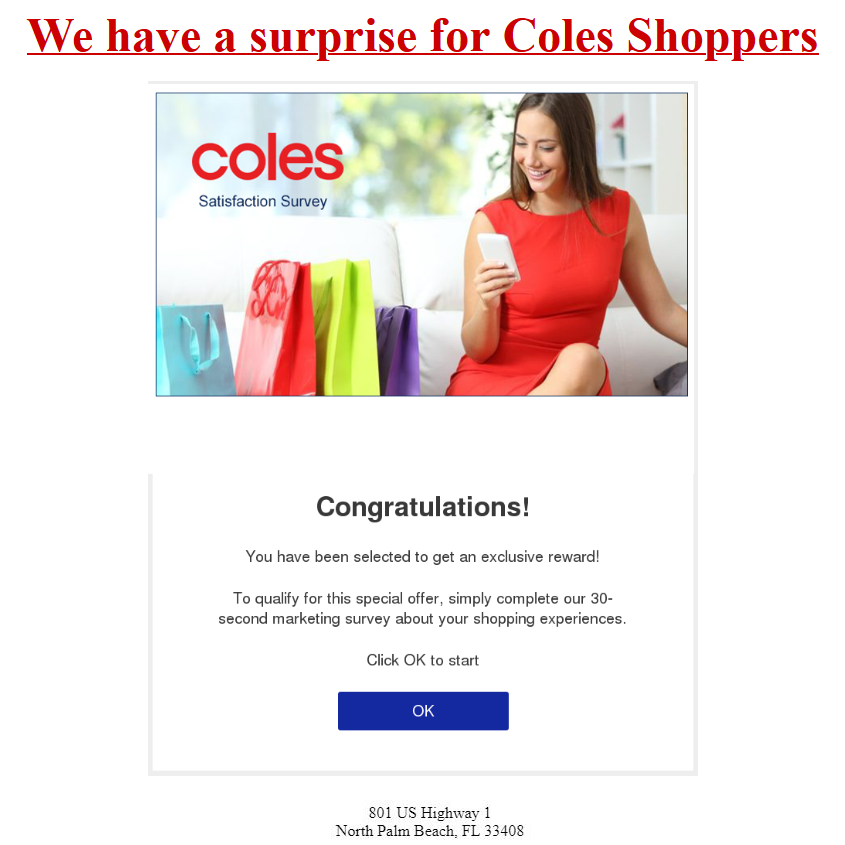 We have a surprise for Coles Shoppers
coles
Satisfaction Survey
Congratulations!
You have been selected to get an exclusive reward!
To qualify for this special offer, simply complete our 30-
second marketing survey about your shopping experiences.
Click OK to start
OK
801 US Highway 1
North Palm Beach, FL 33408